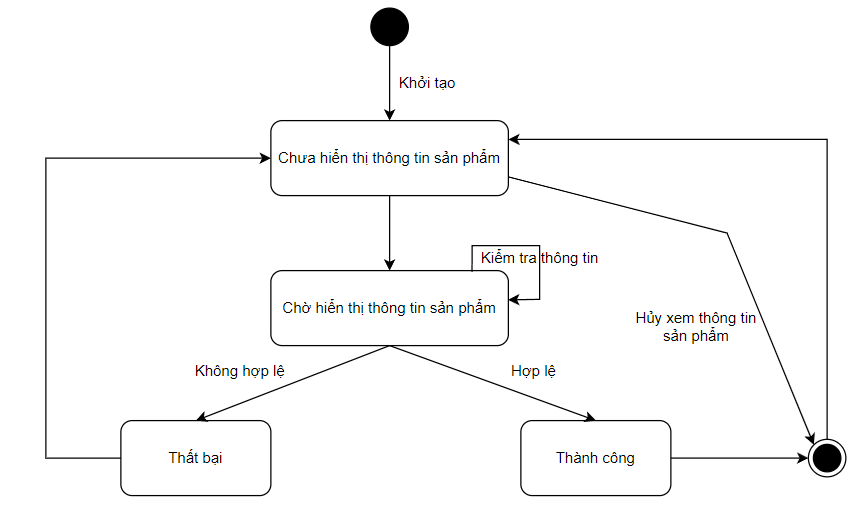 Khởi tạo
Chưa hiển thị thông tin sản phẩm
Kiểm tra thông tin
Chờ hiển thị thông tin sản phẩm
Hủy xem thông tin
sản phẩm
Không hợp lệ
Hợp lệ
Thất bại
Thành công